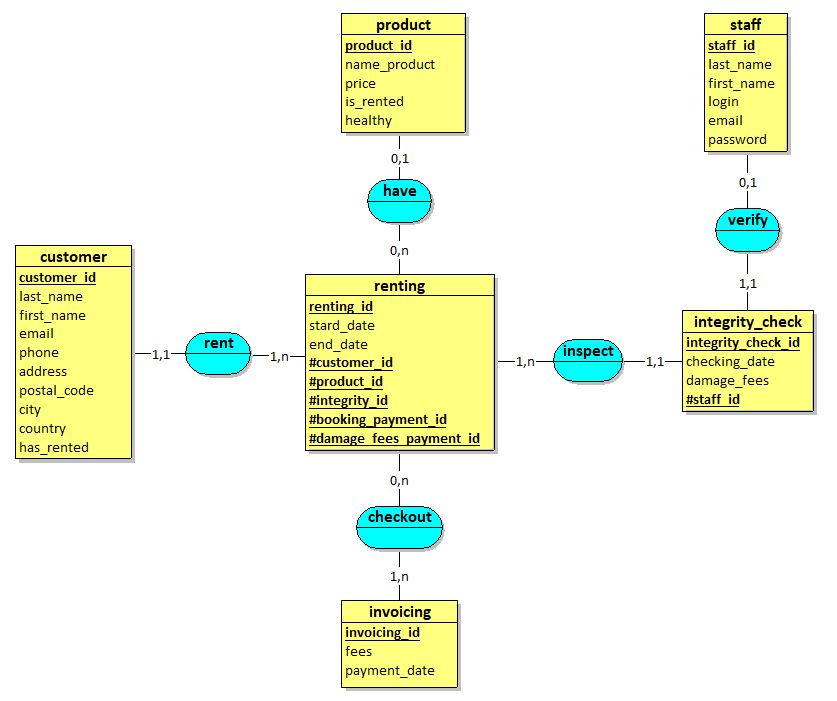 product
product_id
name_product
price
is_rented
healthy
0,1
have
0,n
staff
staff_id
last_name
first_name
login
email
password
0,1
verify
1,1
customer
customer_id
last_name
first_name
email
phone
address
postal_code
city
country
has_rented
1,1
rent
1,n
renting
renting_id
stard_date
end_date
#customer_id
#product_id
#integrity_id
#booking_payment_id
#damage_fees_payment_id
1,n
inspect
1,1
integrity_check
integrity_check_id
checking_date
damage_fees
#staff_id
0,n
checkout
1,n
invoicing
invoicing_id
fees
payment_date